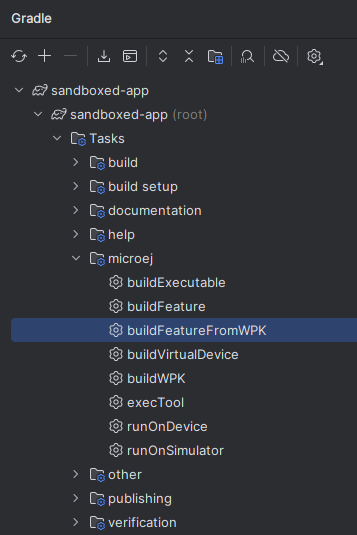 Gradle
sandboxed-app
sandboxed-app (root)
Tasks
build
build setup
documentation
help
microej
buildExecutable
buildFeature
buildFeatureFromWPK
buildVirtualDevice
buildWPK
execTool
runOnDevice
runOnSimulator
other
publishing
verification